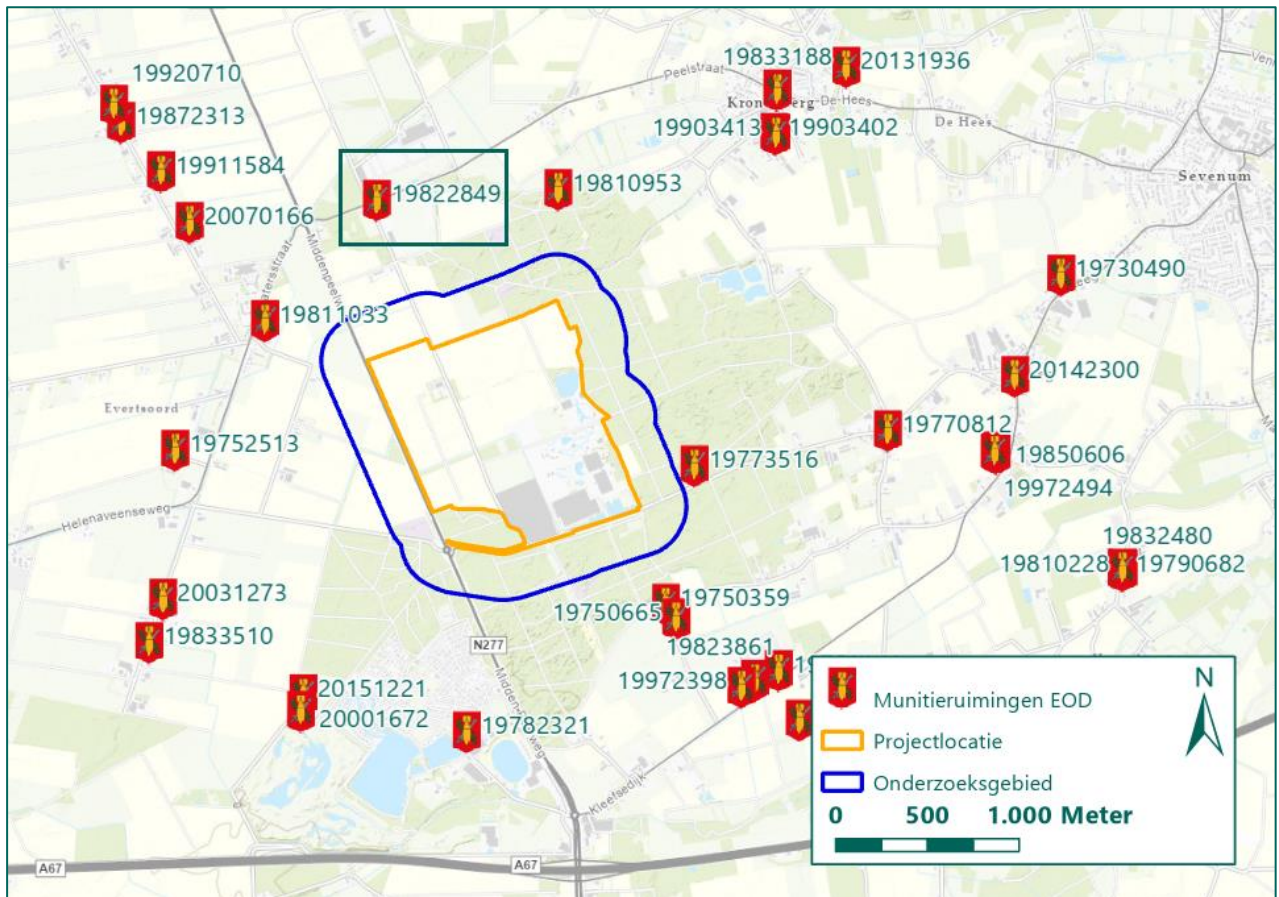 19833188
20131936
19920710
Peelstraat
De Hees
19872313
19903413
19903402
De Hees
19911584
19822849
19810953
Sevenum
20070166
19730490
19811033
20142300
Evertsoord
19752513
19770812
19773516
19850606
19972494
Helenaveenseweg
19832480
19810228
19790682
20031273
19750359
19750665
19833510
N277
19823861
19972398
20151221
20001672
19782321
Kleefsedijk
A67
A67
Munitieruimingen EOD
N
Projectlocatie
Onderzoeksgebied
0 500 1.000 Meter